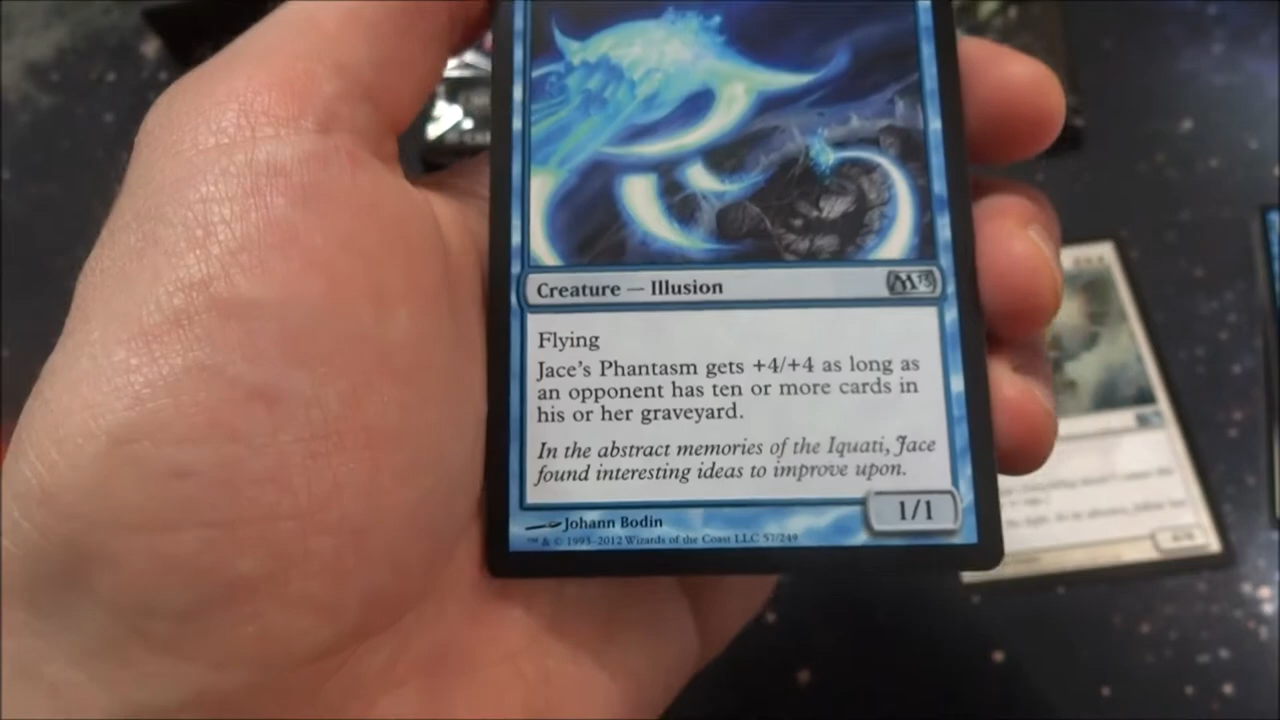 Creature — Illusion
M13
Flying
Jace's Phantasm gets +4/+4 as long as
an opponent has ten or more cards in
his or her graveyard.
In the abstract memories of the Iquati, Jace
found interesting ideas to improve upon.
1/1
Johann Bodin
™ & © 1993–2012 Wizards of the Coast LLC 57/249